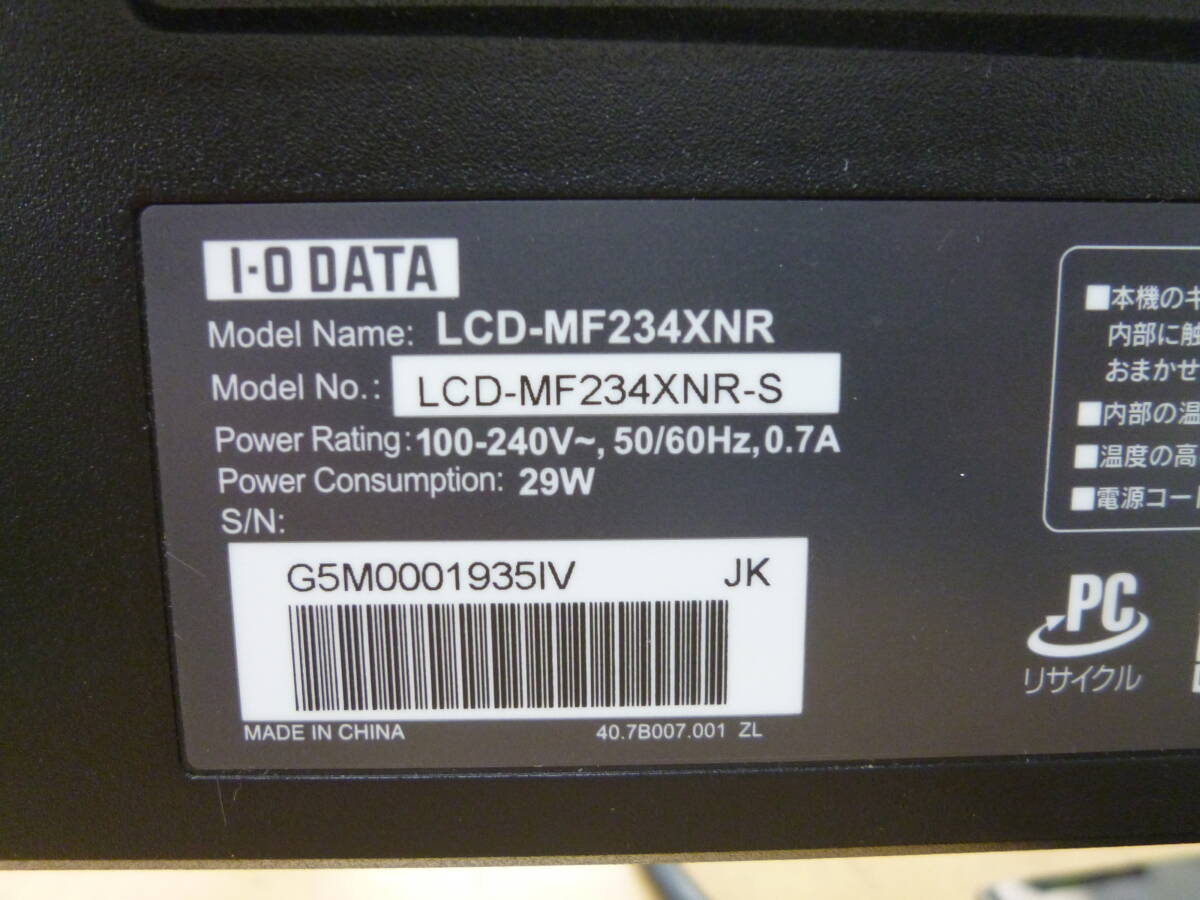 I-O DATA
Model Name: LCD-MF234XNR
Model No.: LCD-MF234XNR-S
Power Rating: 100-240V~, 50/60Hz, 0.7A
Power Consumption: 29W
S/N:
G5M0001935IV JK
MADE IN CHINA 40.7B007.001 ZL
■本機のキ
内部に触
おまかせ
■内部の温
■温度の高
■電源コード
PC
リサイクル